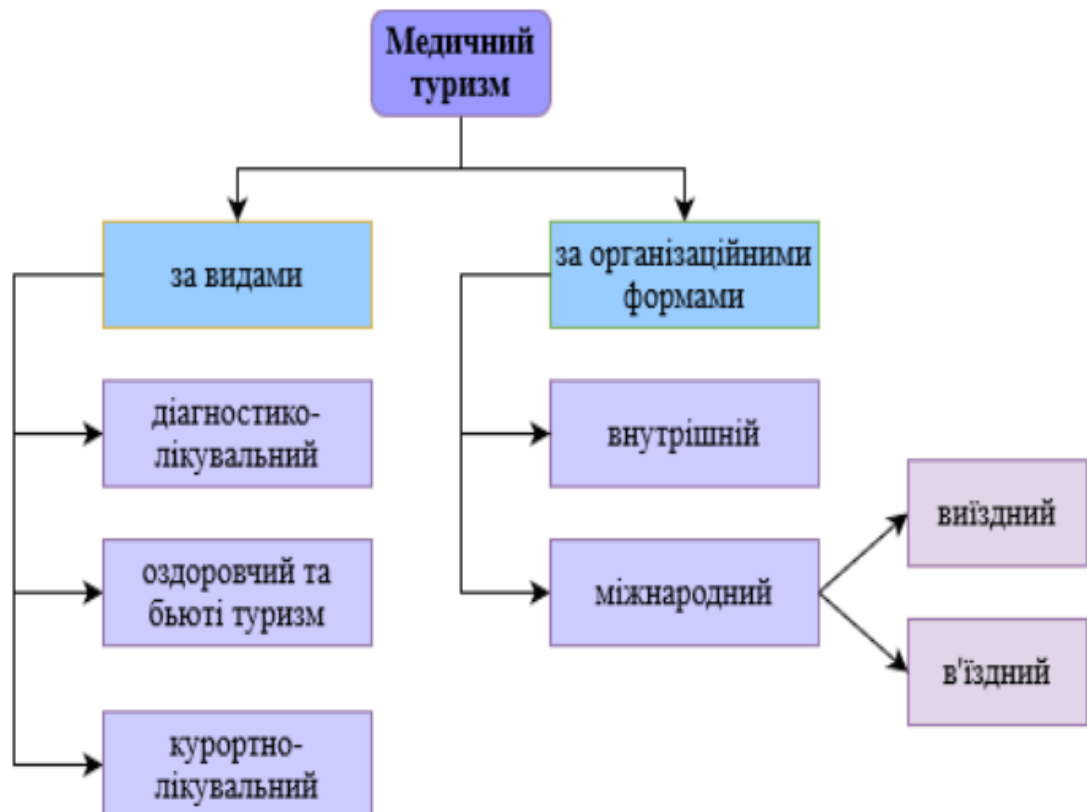 Медичний
туризм
за видами
за організаційними
формами
діагностико-
лікувальний
внутрішній
виїздний
оздоровчий та
бьюті туризм
міжнародний
в'їздний
курортно-
лікувальний